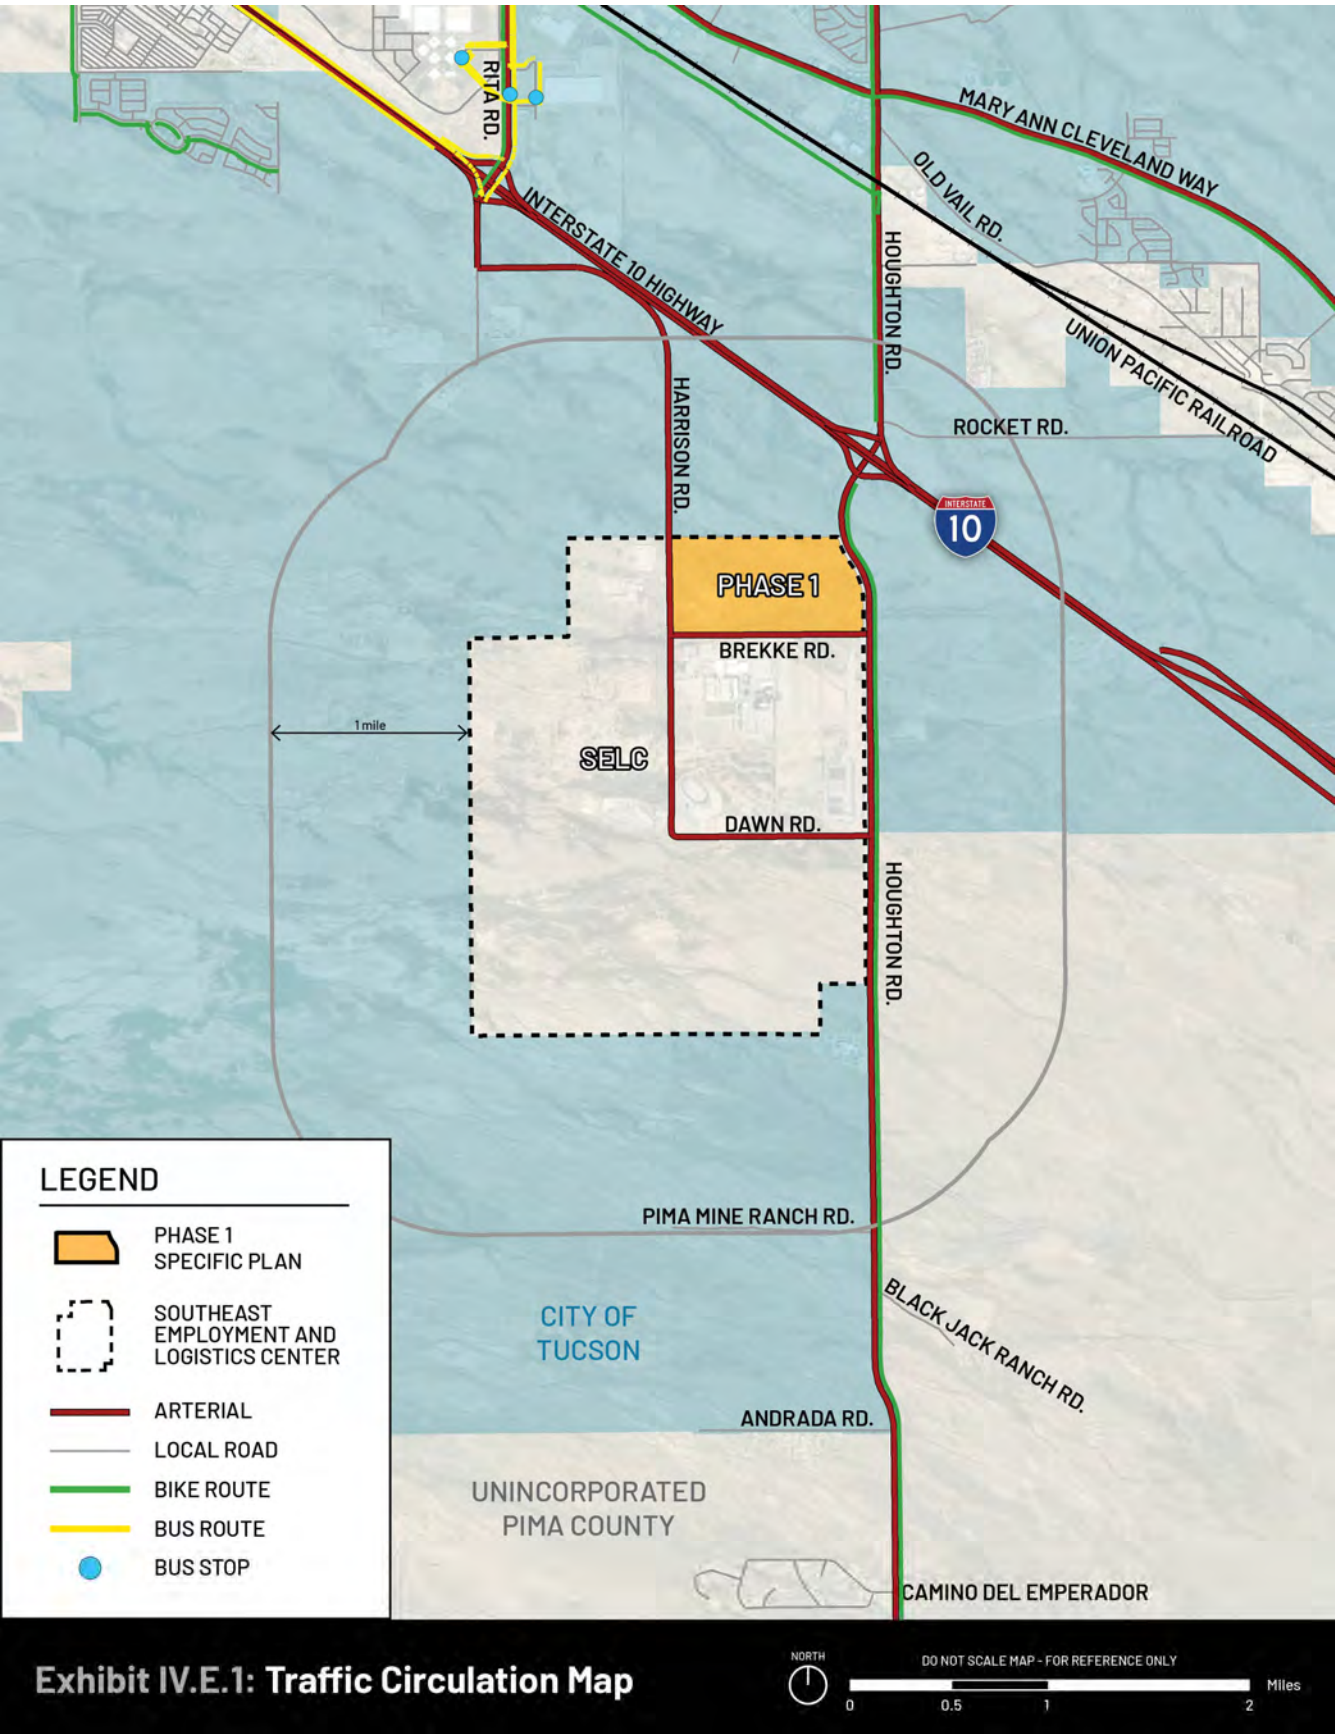 RITA RD.
MARY ANN CLEVELAND WAY
OLD VAIL RD.
INTERSTATE 10 HIGHWAY
HOUGHTON RD.
UNION PACIFIC RAILROAD
HARRISON RD.
ROCKET RD.
INTERSTATE
10
PHASE 1
BREKKE RD.
1 mile
SELC
DAWN RD.
HOUGHTON RD.
PIMA MINE RANCH RD.
BLACK JACK RANCH RD.
CITY OF
TUCSON
ANDRADA RD.
UNINCORPORATED
PIMA COUNTY
CAMINO DEL EMPERADOR
LEGEND
PHASE 1
SPECIFIC PLAN
SOUTHEAST
EMPLOYMENT AND
LOGISTICS CENTER
ARTERIAL
LOCAL ROAD
BIKE ROUTE
BUS ROUTE
BUS STOP
Exhibit IV.E.1: Traffic Circulation Map
NORTH
DO NOT SCALE MAP - FOR REFERENCE ONLY
Miles
0 0.5 1 2